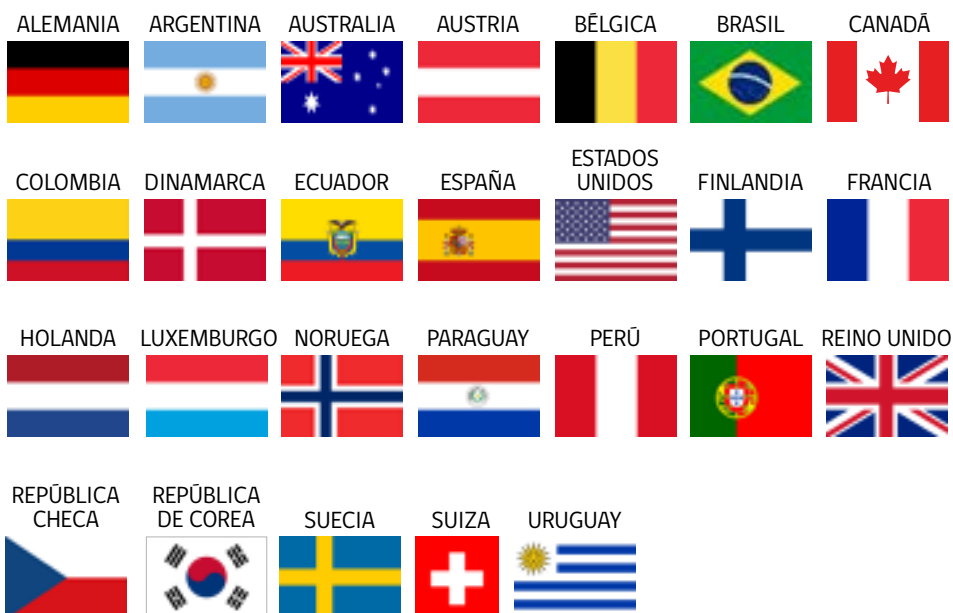 ALEMANIA ARGENTINA AUSTRALIA AUSTRIA BÉLGICA BRASIL CANADÁ
COLOMBIA DINAMARCA ECUADOR ESPAÑA ESTADOS UNIDOS FINLANDIA FRANCIA
HOLANDA LUXEMBURGO NORUEGA PARAGUAY PERÚ PORTUGAL REINO UNIDO
REPÚBLICA CHECA REPÚBLICA DE COREA SUECIA SUIZA URUGUAY